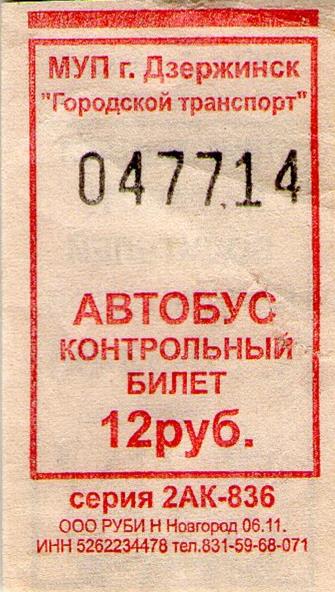 МУП г. Дзержинск
"Городской транспорт"
047714
АВТОБУС
КОНТРОЛЬНЫЙ
БИЛЕТ
12руб.
серия 2АК-836
ООО РУБИ Н Новгород 06.11.
ИНН 5262234478 тел.831-59-68-071